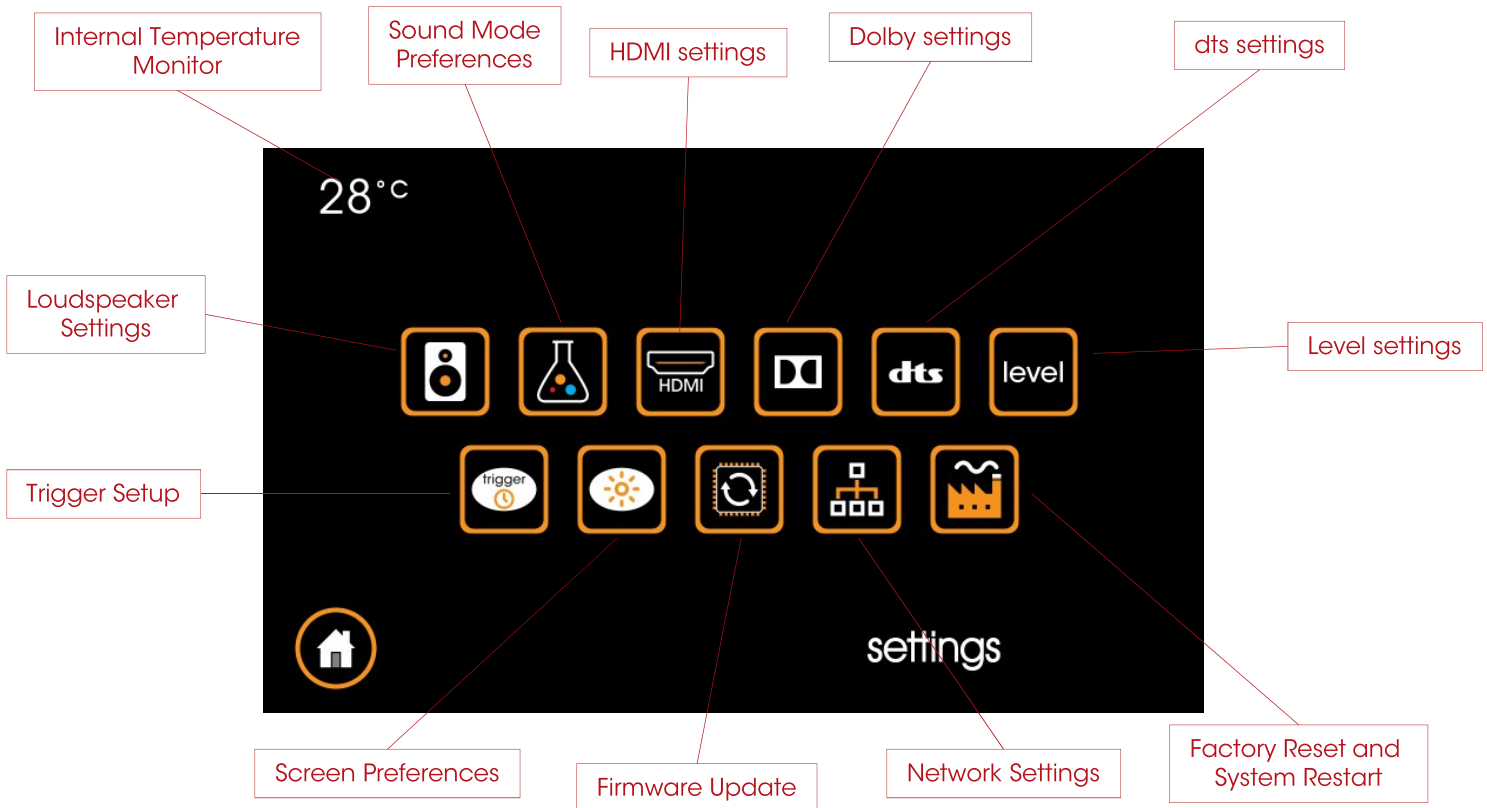 Internal Temperature
Monitor
Sound Mode
Preferences
HDMI settings
Dolby settings
dts settings
28°C
Loudspeaker
Settings
HDMI
dts
level
Level settings
Trigger Setup
trigger
settings
Screen Preferences
Firmware Update
Network Settings
Factory Reset and
System Restart